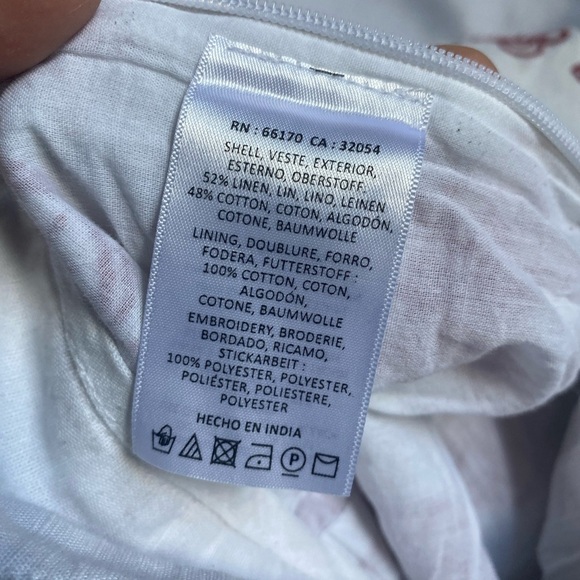 RN : 66170 CA : 32054
SHELL, VESTE, EXTERIOR,
ESTERNO, OBERSTOFF:
52% LINEN, LIN, LINO, LEINEN
48% COTTON, COTON, ALGODÓN,
COTONE, BAUMWOLLE
LINING, DOUBLURE, FORRO,
FODERA, FUTTERSTOFF :
100% COTTON, COTON,
ALGODÓN,
COTONE, BAUMWOLLE
EMBROIDERY, BRODERIE,
BORDADO, RICAMO,
STICKARBEIT :
100% POLYESTER, POLYESTER,
POLIÉSTER, POLIESTERE,
POLYESTER
HECHO EN INDIA
P